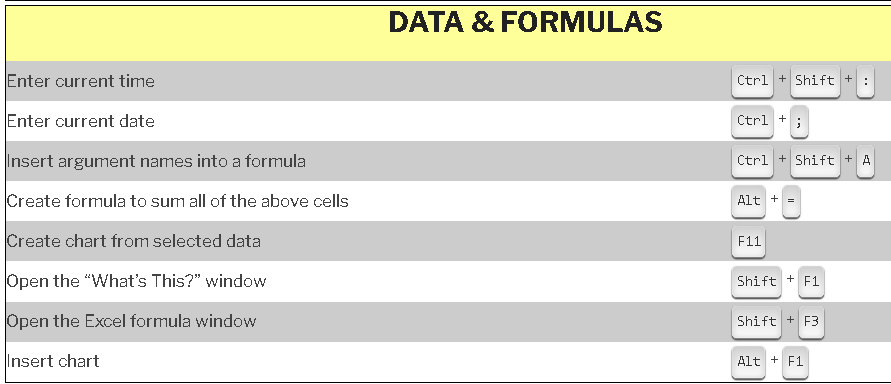 DATA & FORMULAS
Enter current time Ctrl + Shift + :
Enter current date Ctrl + ;
Insert argument names into a formula Ctrl + Shift + A
Create formula to sum all of the above cells Alt + =
Create chart from selected data F11
Open the “What’s This?” window Shift + F1
Open the Excel formula window Shift + F3
Insert chart Alt + F1